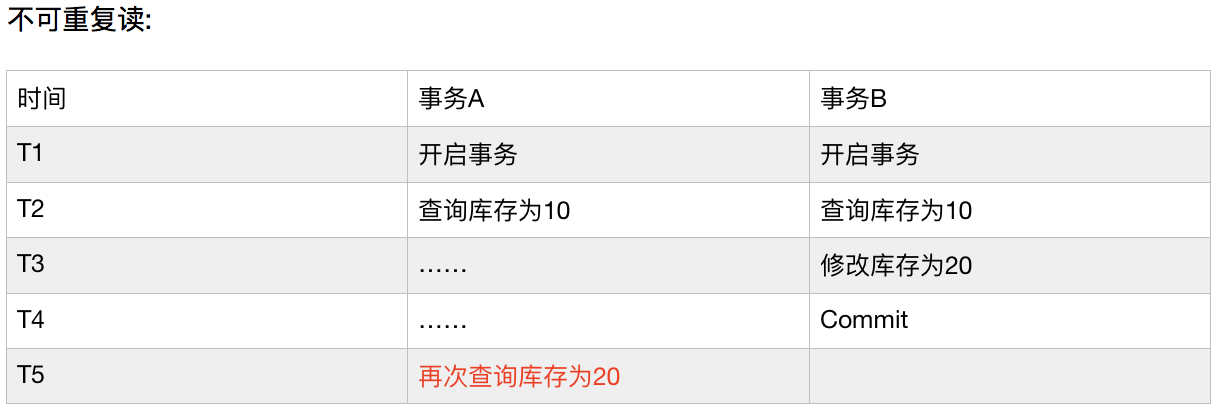 不可重复读:
时间 事务A 事务B
T1 开启事务 开启事务
T2 查询库存为10 查询库存为10
T3 …… 修改库存为20
T4 …… Commit
T5 再次查询库存为20